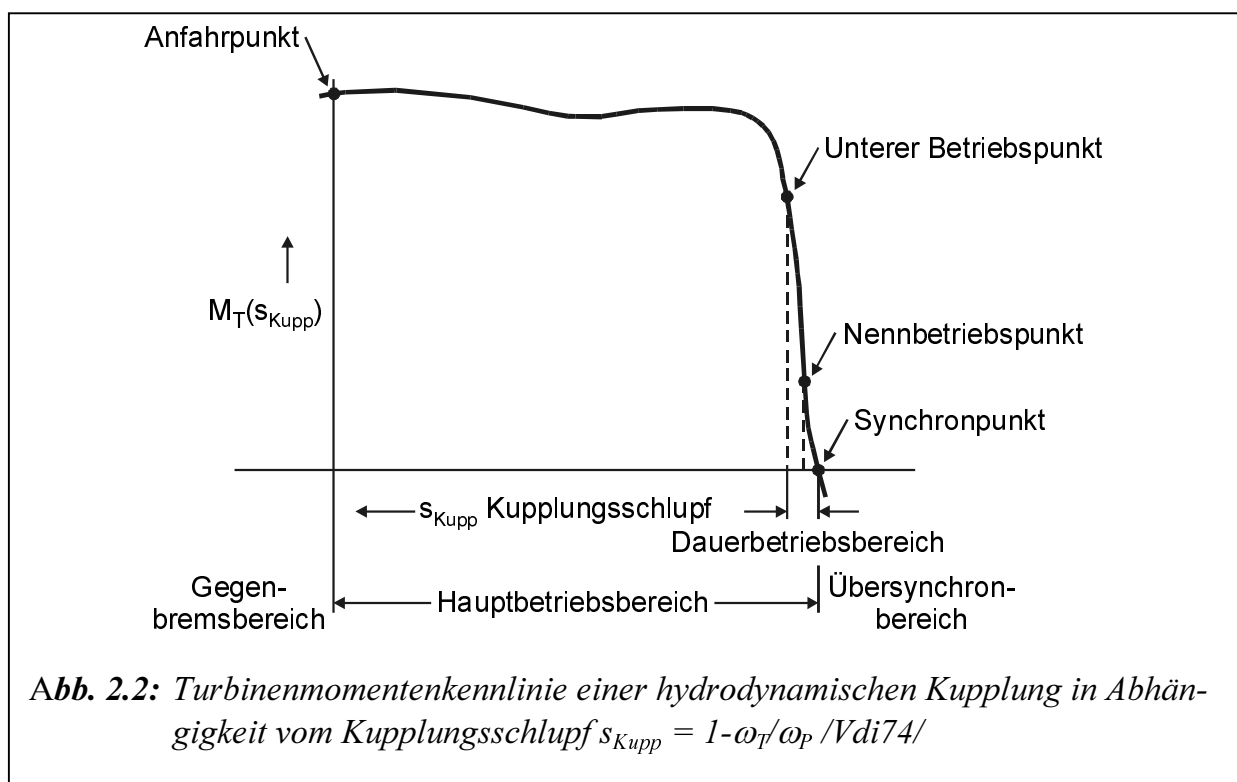 Anfahrpunkt
Unterer Betriebspunkt
M_T(s_Kupp)
Nennbetriebspunkt
Synchronpunkt
s_Kupp Kupplungsschlupf
Dauerbetriebsbereich
Gegen-
bremsbereich
Hauptbetriebsbereich
Übersynchron-
bereich
Abb. 2.2: Turbinenmomentenkennlinie einer hydrodynamischen Kupplung in Abhän-
gigkeit vom Kupplungsschlupf s_Kupp = 1-ω_T/ω_P /Vdi74/